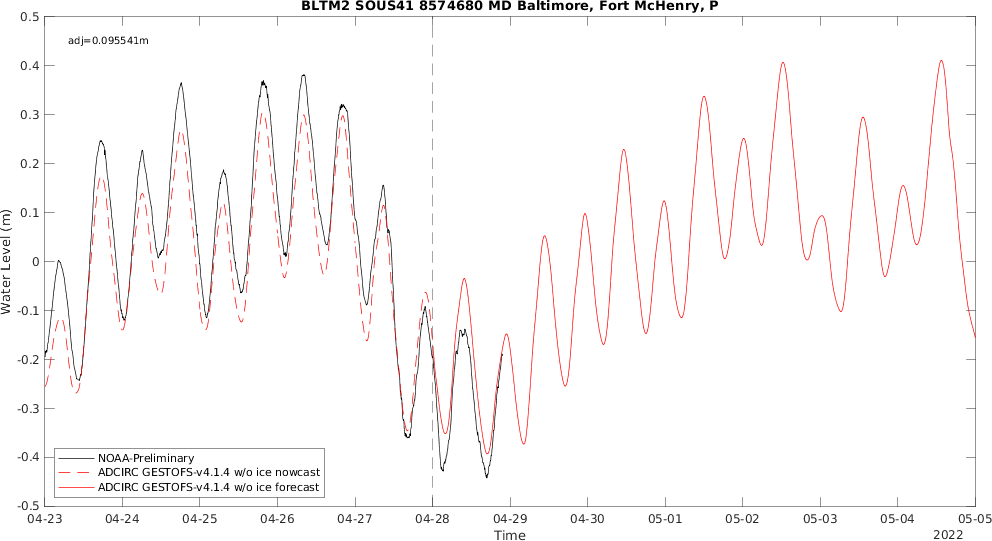 BLTM2 SOUS41 8574680 MD Baltimore, Fort McHenry, P
adj=0.095541m
0.5
0.4
0.3
0.2
0.1
0
-0.1
-0.2
-0.3
-0.4
-0.5
Water Level (m)
NOAA-Preliminary
ADCIRC GESTOFS-v4.1.4 w/o ice nowcast
ADCIRC GESTOFS-v4.1.4 w/o ice forecast
04-23 04-24 04-25 04-26 04-27 04-28 04-29 04-30 05-01 05-02 05-03 05-04 05-05
Time
2022